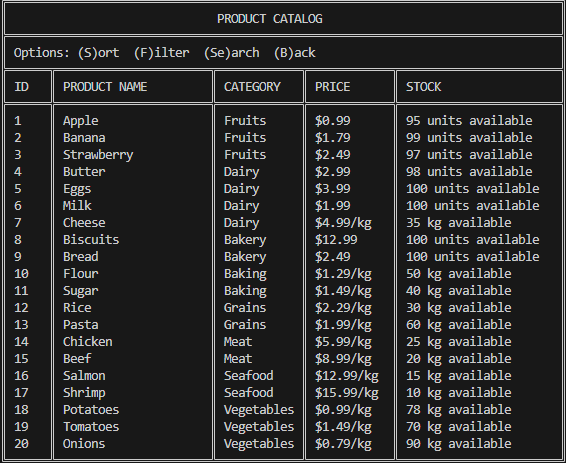 PRODUCT CATALOG
Options: (S)ort (F)ilter (Se)arch (B)ack
ID PRODUCT NAME CATEGORY PRICE STOCK
1 Apple Fruits $0.99 95 units available
2 Banana Fruits $1.79 99 units available
3 Strawberry Fruits $2.49 97 units available
4 Butter Dairy $2.99 98 units available
5 Eggs Dairy $3.99 100 units available
6 Milk Dairy $1.99 100 units available
7 Cheese Dairy $4.99/kg 35 kg available
8 Biscuits Bakery $12.99 100 units available
9 Bread Bakery $2.49 100 units available
10 Flour Baking $1.29/kg 50 kg available
11 Sugar Baking $1.49/kg 40 kg available
12 Rice Grains $2.29/kg 30 kg available
13 Pasta Grains $1.99/kg 60 kg available
14 Chicken Meat $5.99/kg 25 kg available
15 Beef Meat $8.99/kg 20 kg available
16 Salmon Seafood $12.99/kg 15 kg available
17 Shrimp Seafood $15.99/kg 10 kg available
18 Potatoes Vegetables $0.99/kg 78 kg available
19 Tomatoes Vegetables $1.49/kg 70 kg available
20 Onions Vegetables $0.79/kg 90 kg available